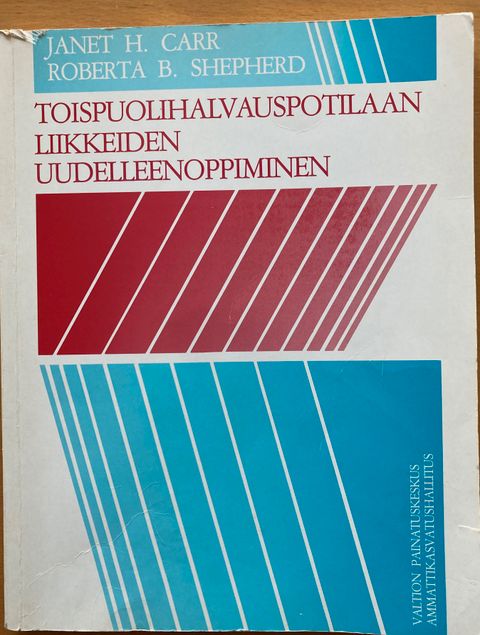 JANET H. CARR
ROBERTA B. SHEPHERD
TOISPUOLIHALVAUSPOTILAAN
LIIKKEIDEN
UUDELLEENOPPIMINEN
VALTION PAINATUSKESKUS
AMMATTIKASVATUSHALLITUS